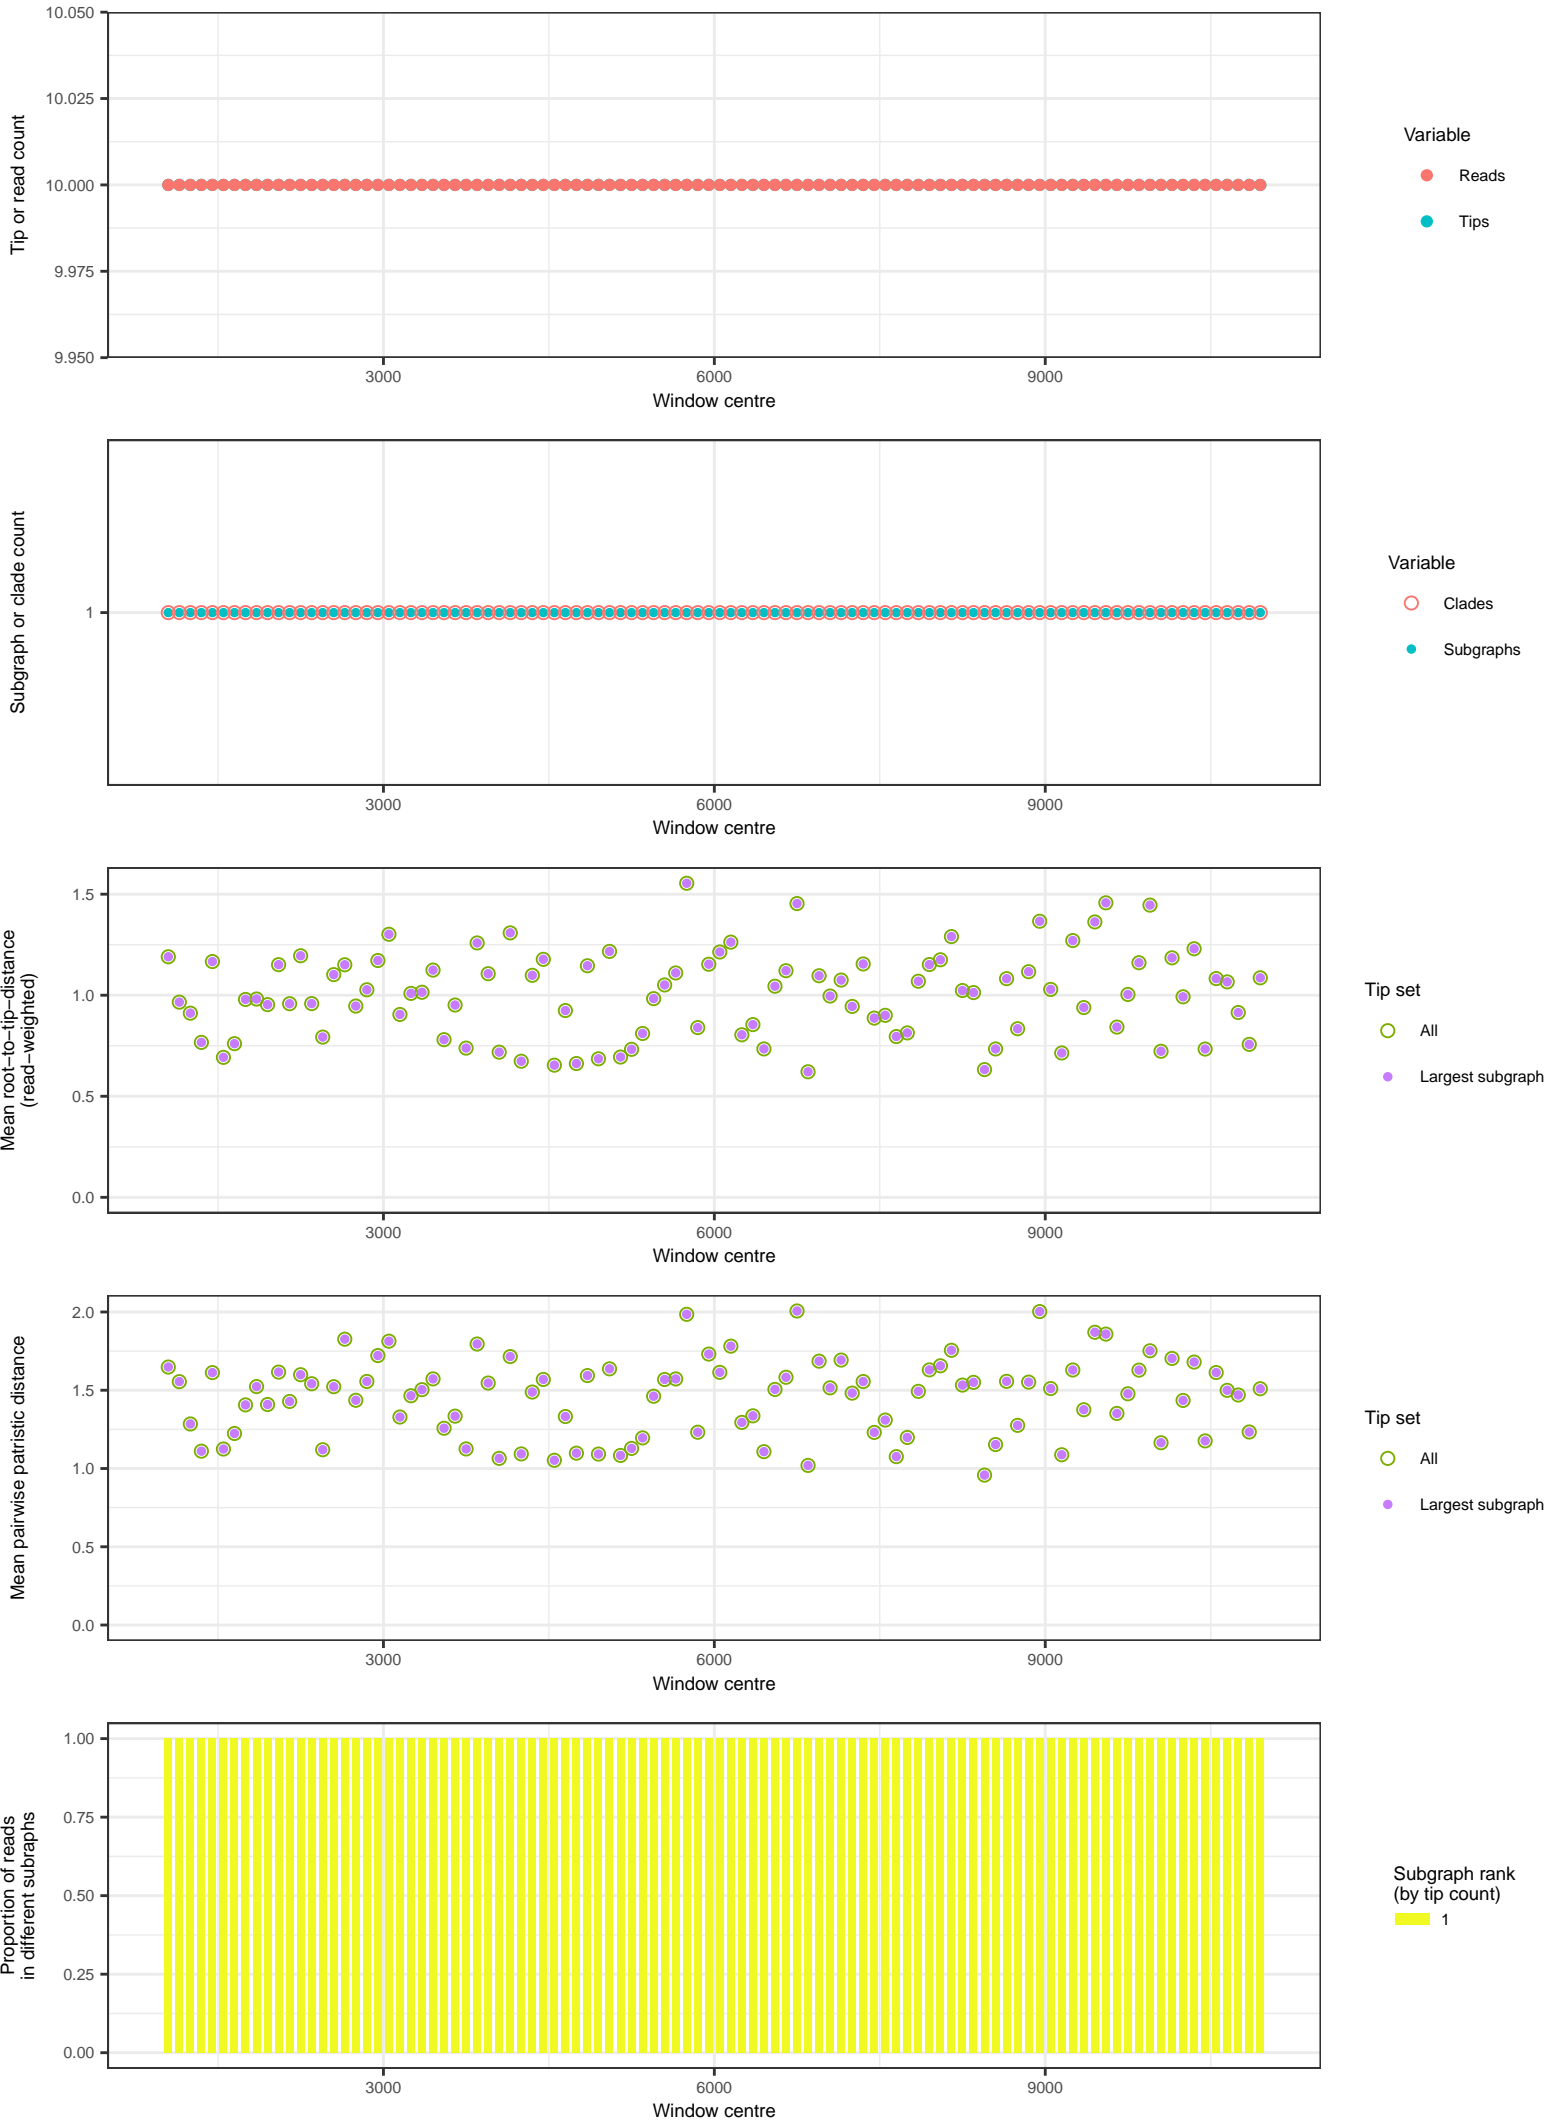 10.050
10.025
10.000
9.975
9.950
Tip or read count
3000 6000 9000
Window centre
Variable
Reads
Tips
1
Subgraph or clade count
3000 6000 9000
Window centre
Variable
Clades
Subgraphs
1.5
1.0
0.5
0.0
Mean root−to−tip−distance
(read−weighted)
3000 6000 9000
Window centre
Tip set
All
Largest subgraph
2.0
1.5
1.0
0.5
0.0
Mean pairwise patristic distance
3000 6000 9000
Window centre
Tip set
All
Largest subgraph
1.00
0.75
0.50
0.25
0.00
Proportion of reads
in different subraphs
3000 6000 9000
Window centre
Subgraph rank
(by tip count)
1